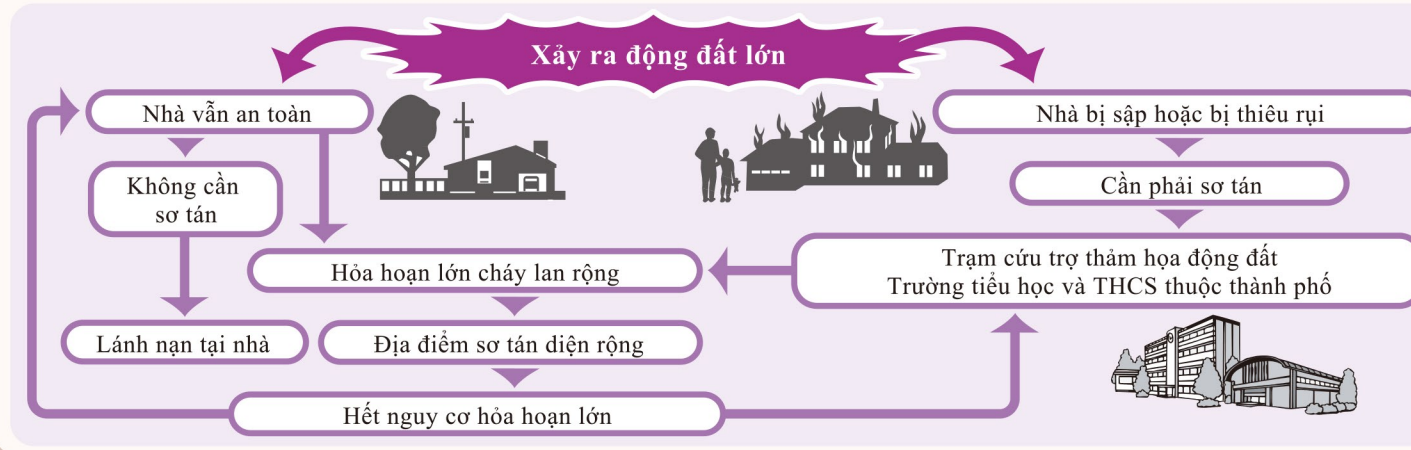 Xảy ra động đất lớn
Nhà vẫn an toàn
Nhà bị sập hoặc bị thiêu rụi
Không cần
sơ tán
Cần phải sơ tán
Hỏa hoạn lớn cháy lan rộng
Trạm cứu trợ thảm họa động đất
Trường tiểu học và THCS thuộc thành phố
Lánh nạn tại nhà
Địa điểm sơ tán diện rộng
Hết nguy cơ hỏa hoạn lớn